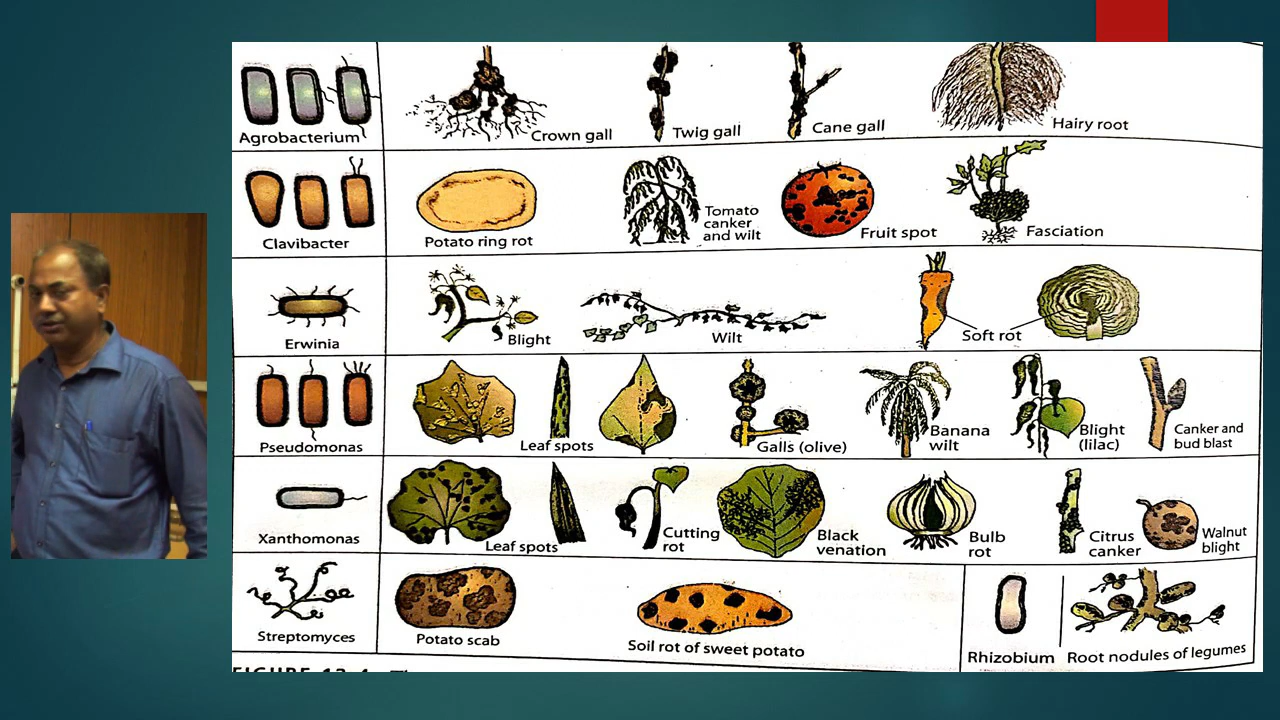 Agrobacterium
Crown gall
Twig gall
Cane gall
Hairy root
Clavibacter
Potato ring rot
Tomato
canker
and wilt
Fruit spot
Fasciation
Erwinia
Blight
Wilt
Soft rot
Pseudomonas
Leaf spots
Galls (olive)
Banana
wilt
Blight
(lilac)
Canker and
bud blast
Xanthomonas
Leaf spots
Cutting
rot
Black
venation
Bulb
rot
Citrus
canker
Walnut
blight
Streptomyces
Potato scab
Soil rot of sweet potato
Rhizobium
Root nodules of legumes